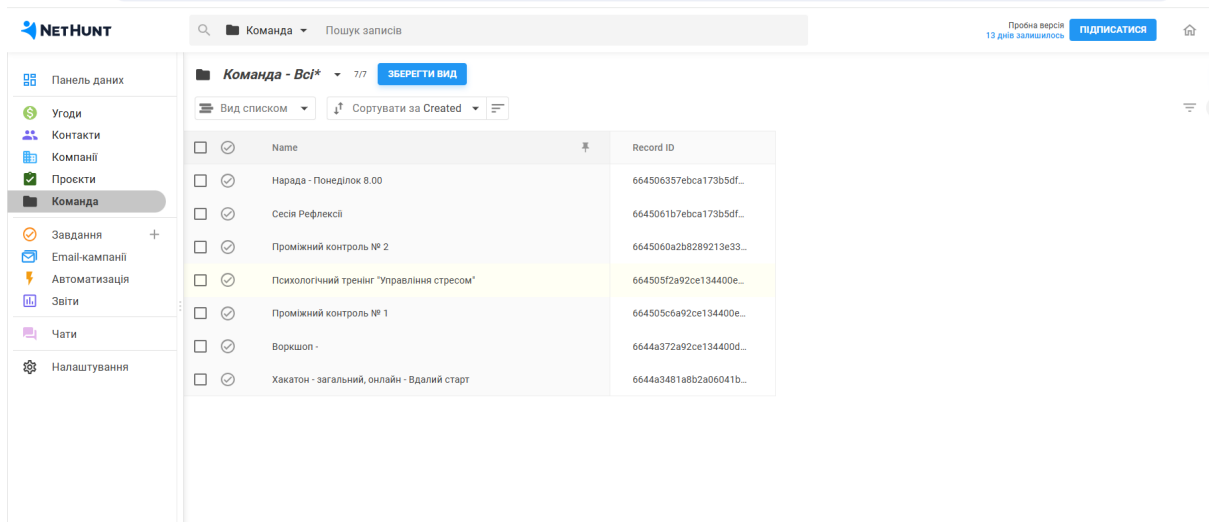 NETHUNT
Команда
Пошук записів
Пробна версія
13 днів залишилось
ПІДПИСАТИСЯ
Панель даних
Угоди
Контакти
Компанії
Проєкти
Команда
Завдання
Email-кампанії
Автоматизація
Звіти
Чати
Налаштування
Команда - Всі*
7/7
ЗБЕРЕГТИ ВИД
Вид списком
Сортувати за Created
Name Record ID
Нарада - Понеділок 8.00 664506357ebca173b5df...
Сесія Рефлексії 6645061b7ebca173b5df...
Проміжний контроль № 2 6645060a2b8289213e33...
Психологічний тренінг "Управління стресом" 664505f2a92ce134400e...
Проміжний контроль № 1 664505c6a92ce134400e...
Воркшоп - 6644a372a92ce134400d...
Хакатон - загальний, онлайн - Вдалий старт 6644a3481a8b2a06041b...